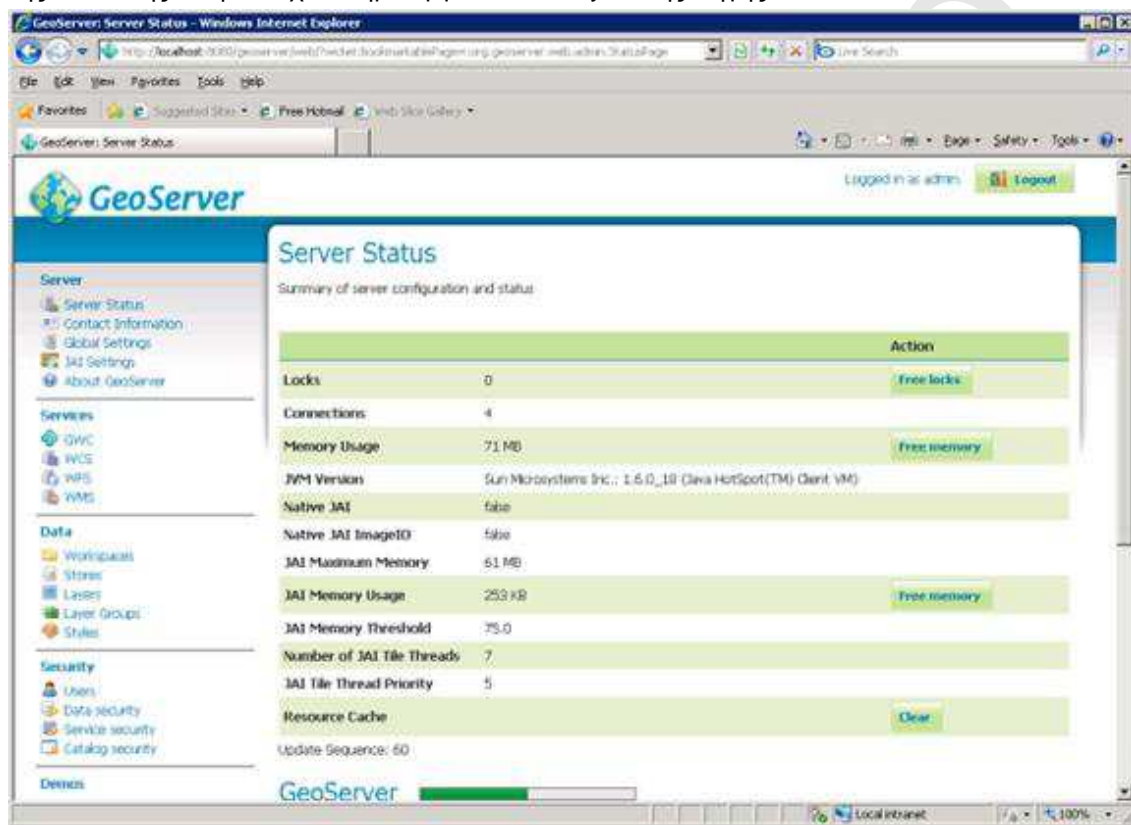 GeoServer: Server Status - Windows Internet Explorer
Live Search
File Edit View Favorites Tools Help
Favorites Suggested Sites Free Hotmail Web Slice Gallery
GeoServer: Server Status
Page Safety Tools
GeoServer
Logged in as admin.
Logout
Server
Server Status
Contact Information
Global Settings
JAI Settings
About GeoServer
Services
GWC
WCS
WFS
WMS
Data
Workspaces
Stores
Layers
Layer Groups
Styles
Security
Users
Data security
Service security
Catalog security
Demos
Server Status
Summary of server configuration and status
Action
Locks 0 Free locks
Connections 4
Memory Usage 71 MB Free memory
JVM Version Sun Microsystems Inc.: 1.6.0_18 (Java HotSpot(TM) Client VM)
Native JAI false
Native JAI ImageIO false
JAI Maximum Memory 61 MB
JAI Memory Usage 253 KB Free memory
JAI Memory Threshold 75.0
Number of JAI Tile Threads 7
JAI Tile Thread Priority 5
Resource Cache Clear
Update Sequence: 60
GeoServer
Local intranet 100%